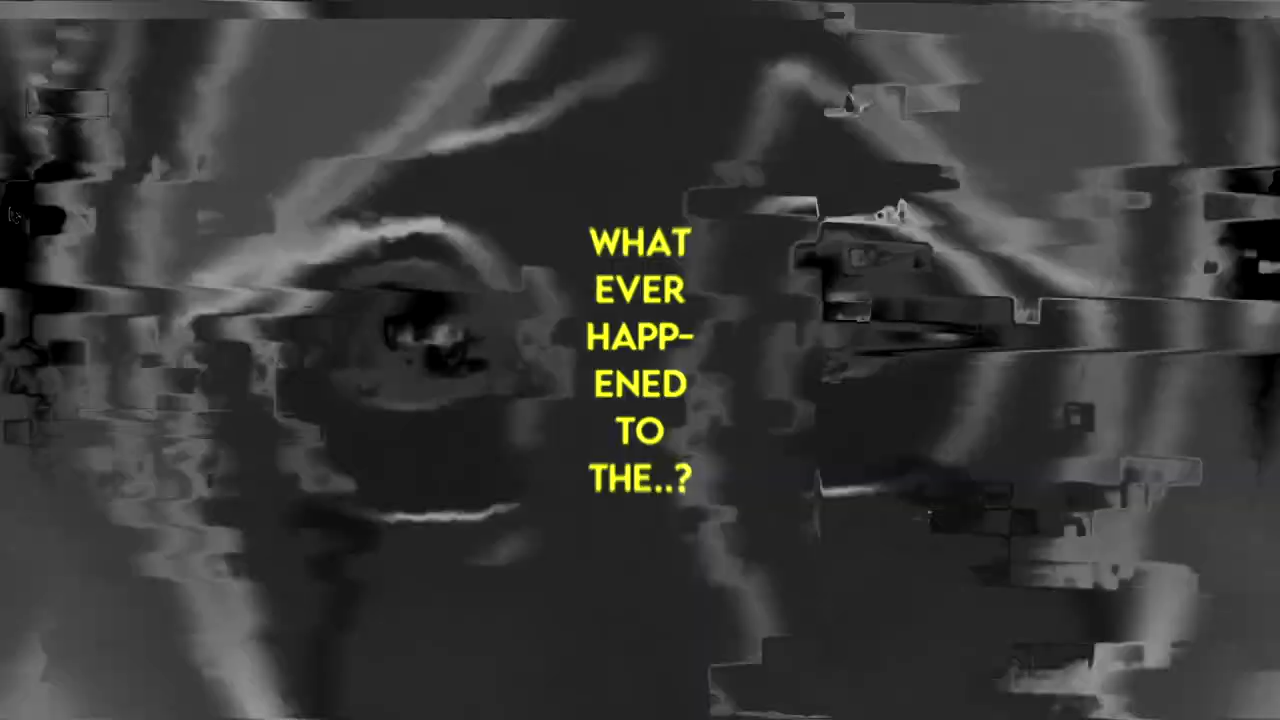 WHAT
EVER
HAPP-
ENED
TO
THE..?